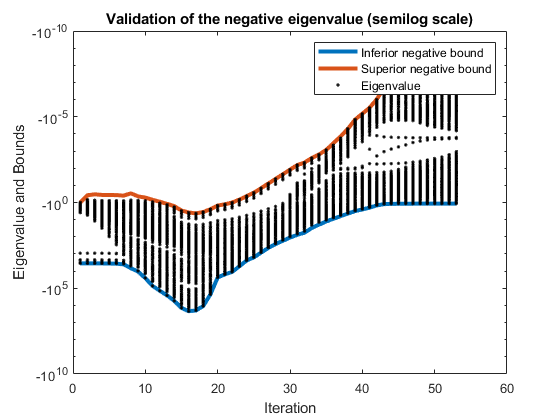 Validation of the negative eigenvalue (semilog scale)
-10^-10
Inferior negative bound
Superior negative bound
Eigenvalue
-10^-5
-10^0
-10^5
-10^10
Eigenvalue and Bounds
0 10 20 30 40 50 60
Iteration